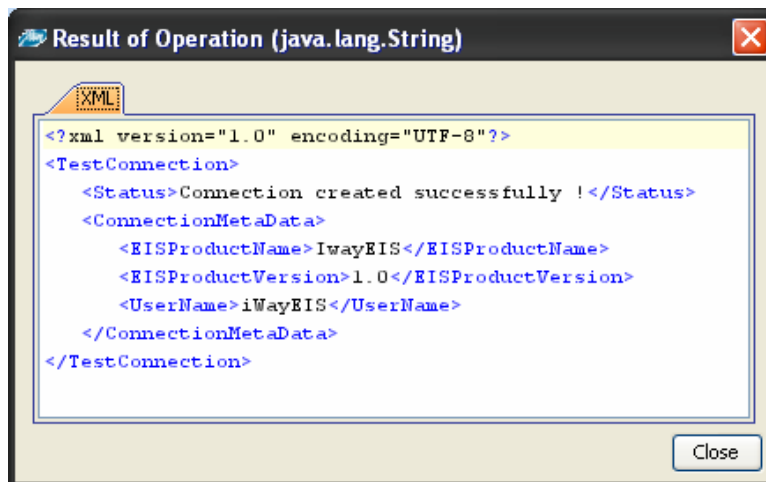 Result of Operation (java.lang.String)
XML
<?xml version="1.0" encoding="UTF-8"?>
<TestConnection>
<Status>Connection created successfully !</Status>
<ConnectionMetaData>
<EISProductName>IwayEIS</EISProductName>
<EISProductVersion>1.0</EISProductVersion>
<UserName>iWayEIS</UserName>
</ConnectionMetaData>
</TestConnection>
Close